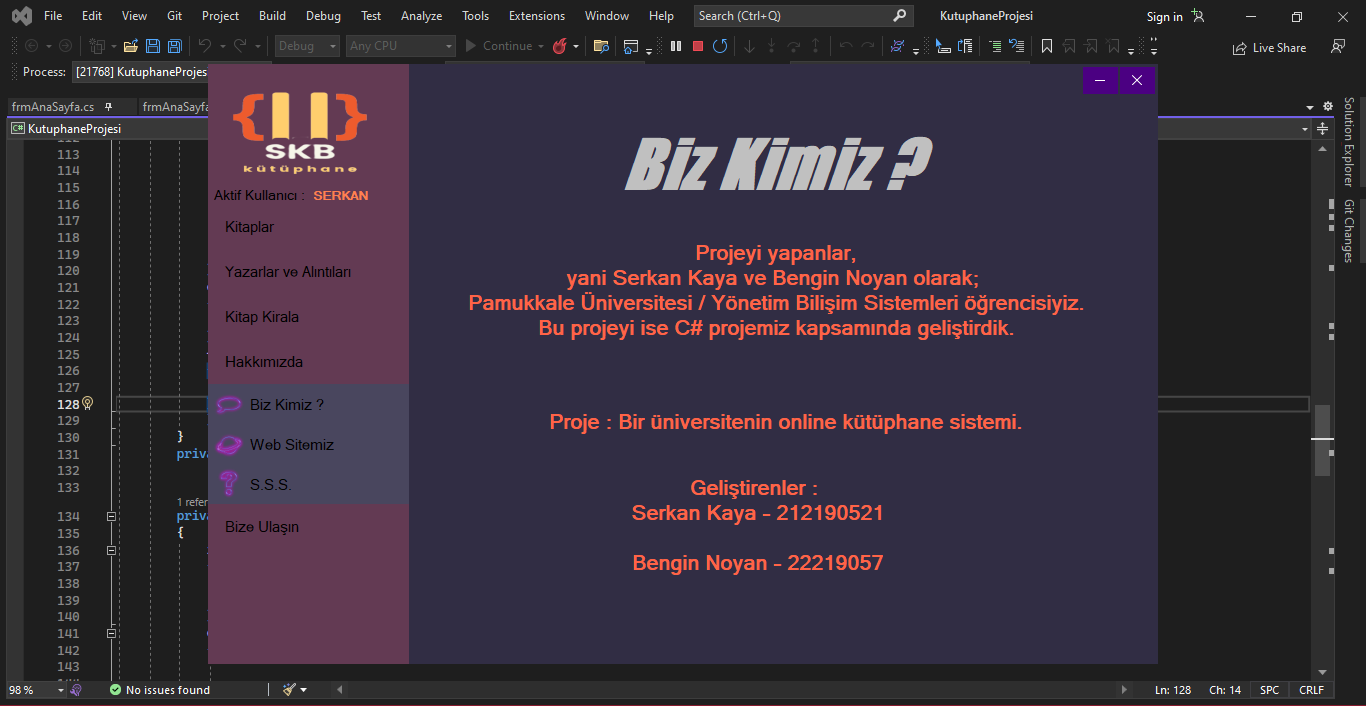 File Edit View Git Project Build Debug Test Analyze Tools Extensions Window Help Search (Ctrl+Q) KutuphaneProjesi Sign in
Debug Any CPU Continue Live Share
Process: [21768] KutuphaneProjes
frmAnaSayfa.cs frmAnaSayfa
C# KutuphaneProjesi
Solution Explorer
Git Changes
113
114
115
116
117
118
119
120
121
122
123
124
125
126
127
128
129
130 }
131 priva
132
133
1 refer
134 priva
135 {
136
137
138
139
140
141
142
143
{ } SKB
kütüphane
Aktif Kullanıcı : SERKAN
Kitaplar
Yazarlar ve Alıntıları
Kitap Kirala
Hakkımızda
Biz Kimiz ?
Web Sitemiz
S.S.S.
Bize Ulaşın
Biz Kimiz ?
Projeyi yapanlar,
yani Serkan Kaya ve Bengin Noyan olarak;
Pamukkale Üniversitesi / Yönetim Bilişim Sistemleri öğrencisiyiz.
Bu projeyi ise C# projemiz kapsamında geliştirdik.
Proje : Bir üniversitenin online kütüphane sistemi.
Geliştirenler :
Serkan Kaya - 212190521
Bengin Noyan - 22219057
98 % No issues found Ln: 128 Ch: 14 SPC CRLF